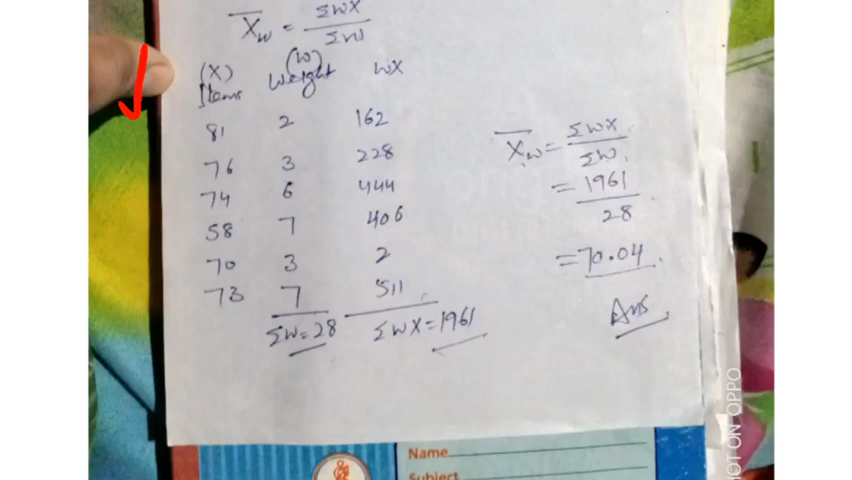 X̄w = ΣWX / ΣW
(X) Items (W) Weight WX
81 2 162
76 3 228
74 6 444
58 7 406
70 3 2
73 7 511
ΣW=28 ΣWX=1961
X̄w = ΣWX / ΣW
= 1961 / 28
=70.04
Ans
Name
Subject
SHOT ON OPPO